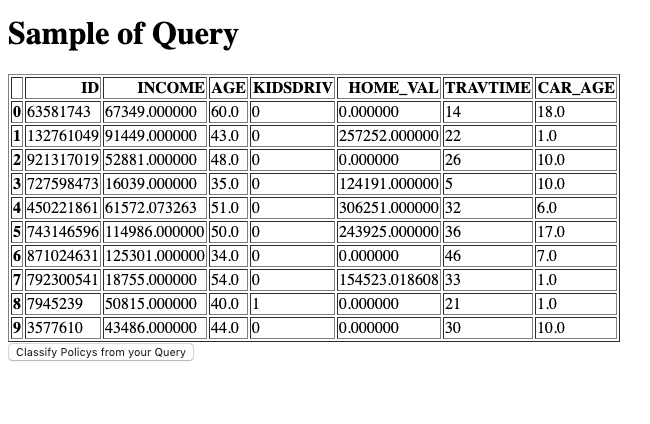 Sample of Query
ID INCOME AGE KIDSDRIV HOME_VAL TRAVTIME CAR_AGE
0 63581743 67349.000000 60.0 0 0.000000 14 18.0
1 132761049 91449.000000 43.0 0 257252.000000 22 1.0
2 921317019 52881.000000 48.0 0 0.000000 26 10.0
3 727598473 16039.000000 35.0 0 124191.000000 5 10.0
4 450221861 61572.073263 51.0 0 306251.000000 32 6.0
5 743146596 114986.000000 50.0 0 243925.000000 36 17.0
6 871024631 125301.000000 34.0 0 0.000000 46 7.0
7 792300541 18755.000000 54.0 0 154523.018608 33 1.0
8 7945239 50815.000000 40.0 1 0.000000 21 1.0
9 3577610 43486.000000 44.0 0 0.000000 30 10.0
Classify Policys from your Query